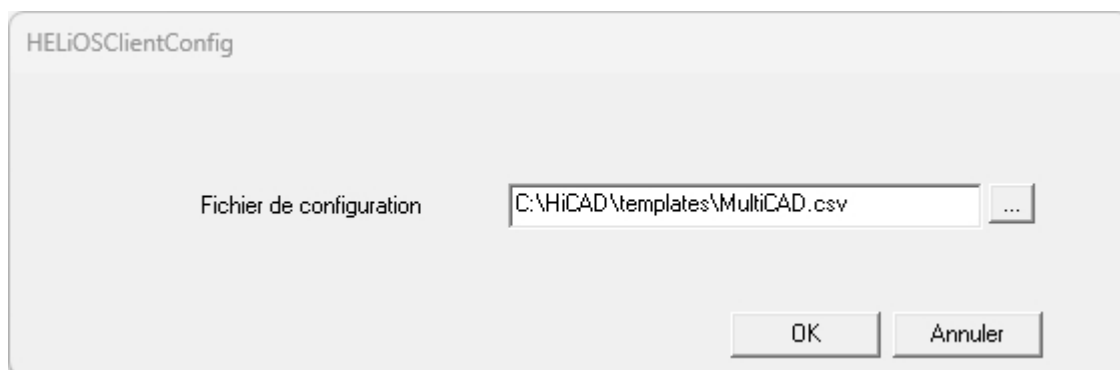 HELiOSClientConfig
Fichier de configuration C:\HiCAD\templates\MultiCAD.csv ...
OK Annuler